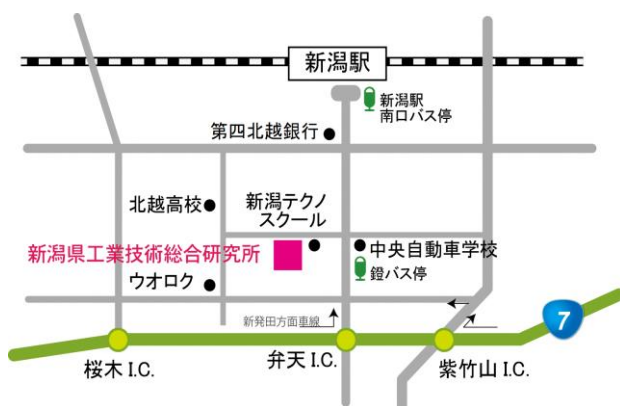 新潟駅
新潟駅
南口バス停
第四北越銀行
北越高校
新潟テクノ
スクール
新潟県工業技術総合研究所
中央自動車学校
ウオロク
鐙バス停
新発田方面車線
7
桜木 I.C.
弁天 I.C.
紫竹山 I.C.